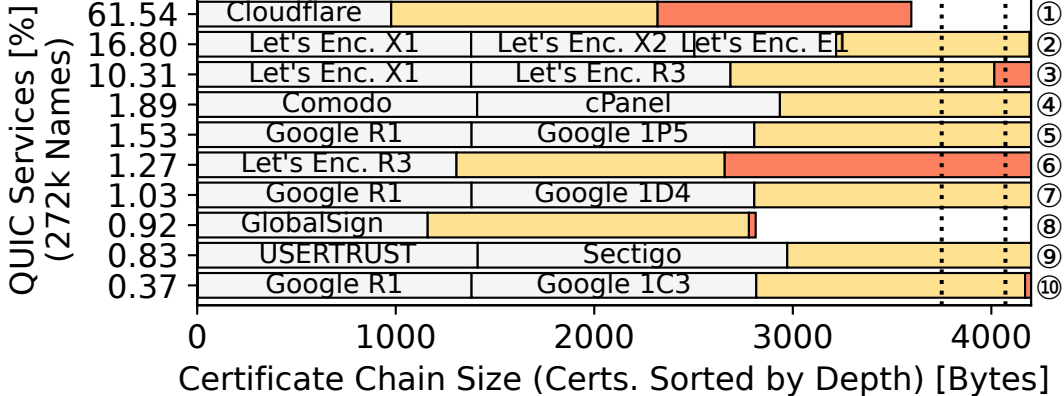 QUIC Services [%]
(272k Names)
61.54 Cloudflare ①
16.80 Let's Enc. X1 Let's Enc. X2 Let's Enc. E1 ②
10.31 Let's Enc. X1 Let's Enc. R3 ③
1.89 Comodo cPanel ④
1.53 Google R1 Google 1P5 ⑤
1.27 Let's Enc. R3 ⑥
1.03 Google R1 Google 1D4 ⑦
0.92 GlobalSign ⑧
0.83 USERTRUST Sectigo ⑨
0.37 Google R1 Google 1C3 ⑩
0 1000 2000 3000 4000
Certificate Chain Size (Certs. Sorted by Depth) [Bytes]